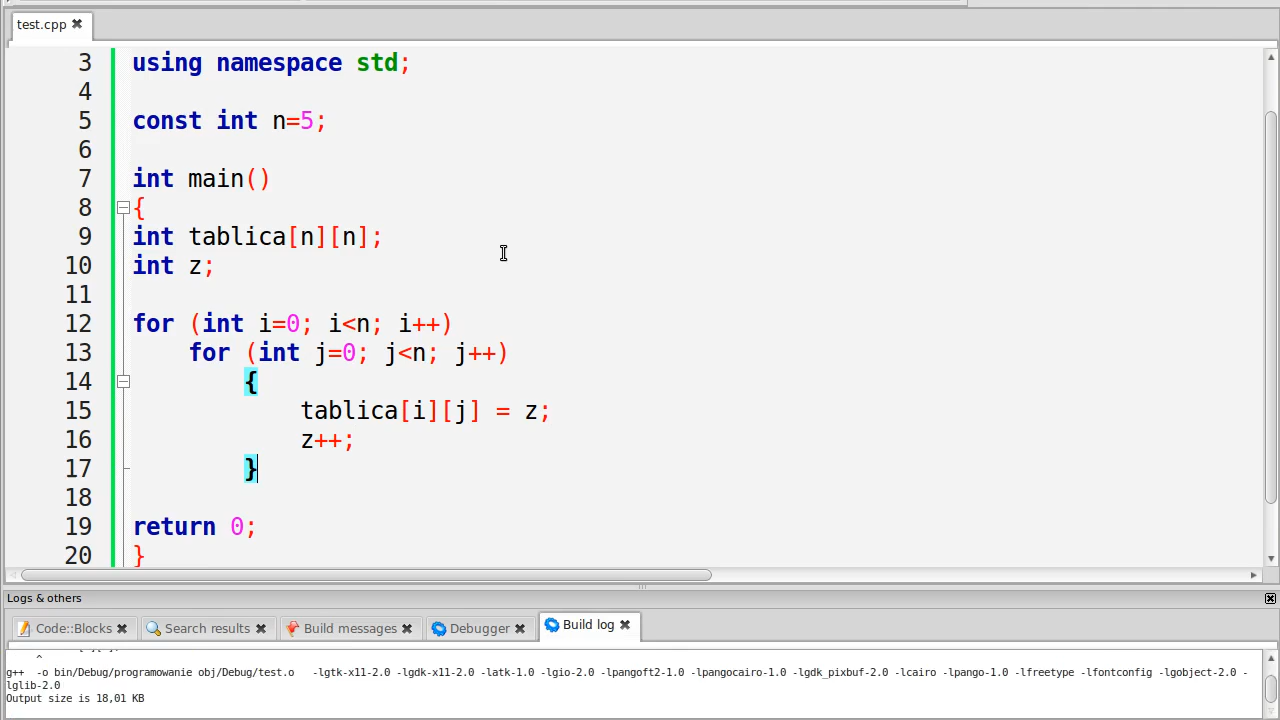 test.cpp
3 using namespace std;
4
5 const int n=5;
6
7 int main()
8 {
9 int tablica[n][n];
10 int z;
11
12 for (int i=0; i<n; i++)
13 for (int j=0; j<n; j++)
14 {
15 tablica[i][j] = z;
16 z++;
17 }
18
19 return 0;
20 }
Logs & others
Code::Blocks Search results Build messages Debugger Build log
^
g++ -o bin/Debug/programowanie obj/Debug/test.o -lgtk-x11-2.0 -lgdk-x11-2.0 -latk-1.0 -lgio-2.0 -lpangoft2-1.0 -lpangocairo-1.0 -lgdk_pixbuf-2.0 -lcairo -lpango-1.0 -lfreetype -lfontconfig -lgobject-2.0 -
lglib-2.0
Output size is 18,01 KB